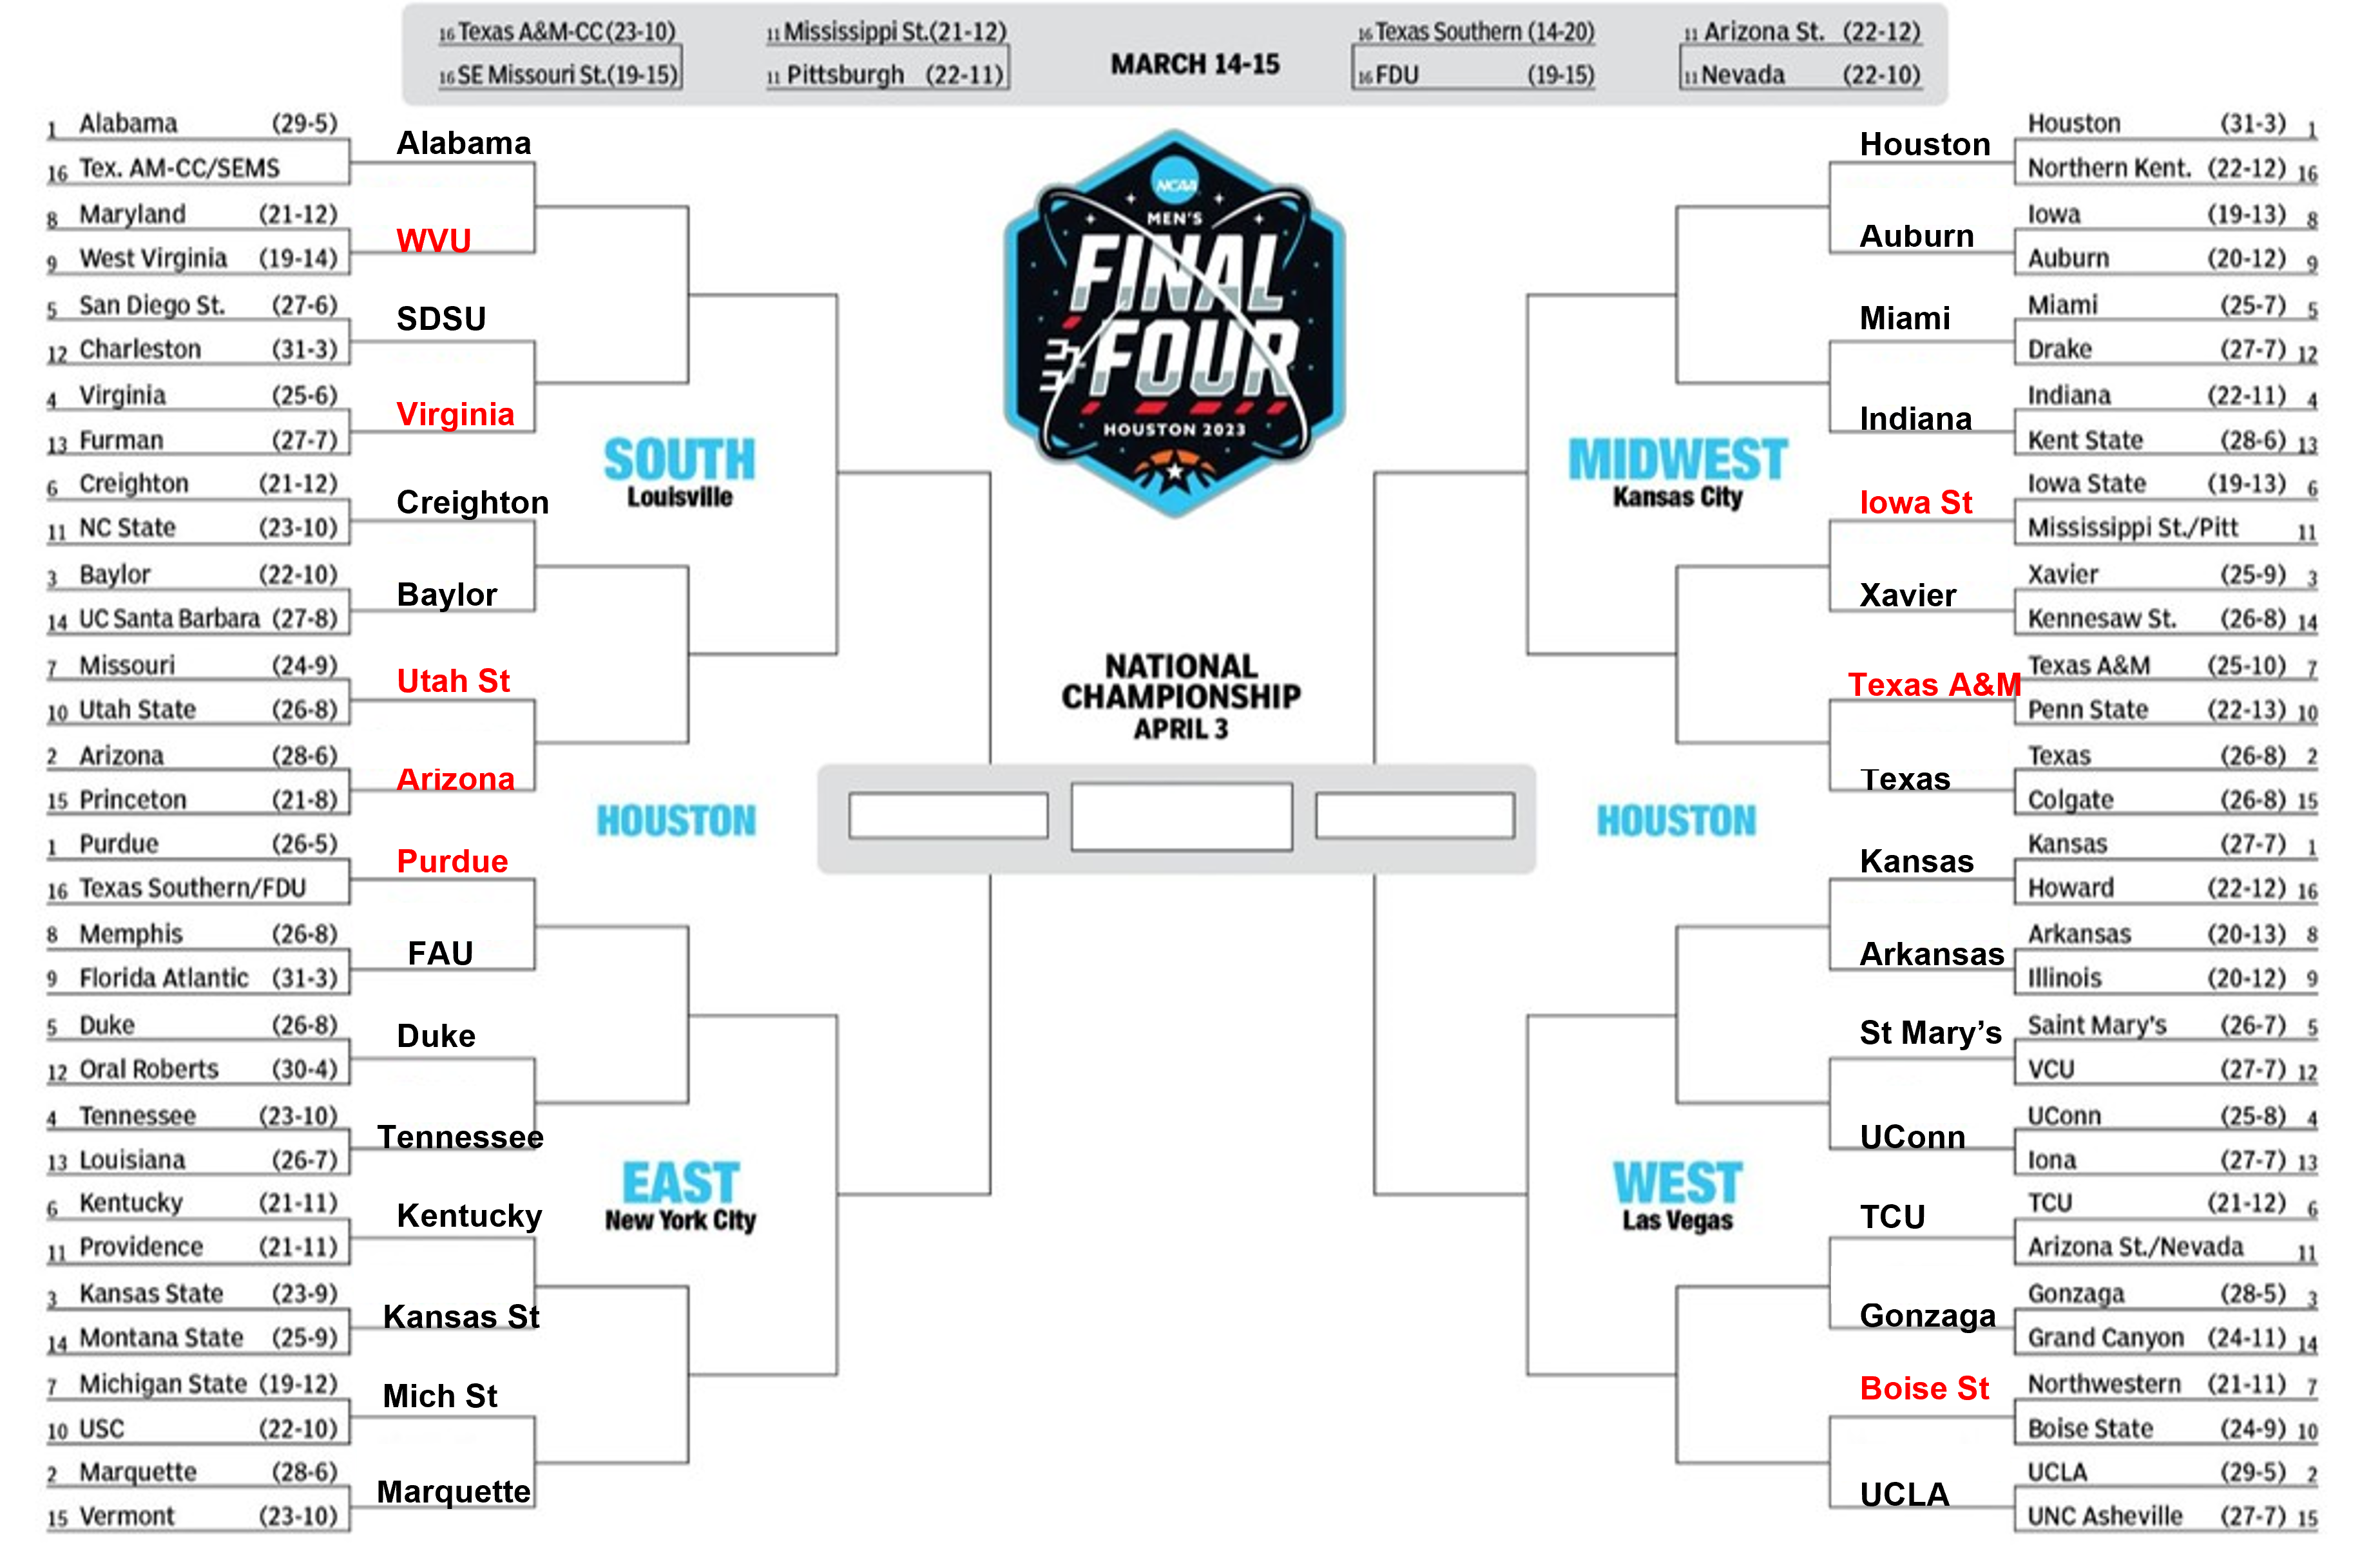 16 Texas A&M-CC (23-10)
16 SE Missouri St. (19-15)
11 Mississippi St. (21-12)
11 Pittsburgh (22-11)
MARCH 14-15
16 Texas Southern (14-20)
16 FDU (19-15)
11 Arizona St. (22-12)
11 Nevada (22-10)
1 Alabama (29-5)
16 Tex. AM-CC/SEMS
8 Maryland (21-12)
9 West Virginia (19-14)
5 San Diego St. (27-6)
12 Charleston (31-3)
4 Virginia (25-6)
13 Furman (27-7)
6 Creighton (21-12)
11 NC State (23-10)
3 Baylor (22-10)
14 UC Santa Barbara (27-8)
7 Missouri (24-9)
10 Utah State (26-8)
2 Arizona (28-6)
15 Princeton (21-8)
Alabama
WVU
SDSU
Virginia
Creighton
Baylor
Utah St
Arizona
SOUTH
Louisville
1 Purdue (26-5)
16 Texas Southern/FDU
8 Memphis (26-8)
9 Florida Atlantic (31-3)
5 Duke (26-8)
12 Oral Roberts (30-4)
4 Tennessee (23-10)
13 Louisiana (26-7)
6 Kentucky (21-11)
11 Providence (21-11)
3 Kansas State (23-9)
14 Montana State (25-9)
7 Michigan State (19-12)
10 USC (22-10)
2 Marquette (28-6)
15 Vermont (23-10)
Purdue
FAU
Duke
Tennessee
Kentucky
Kansas St
Mich St
Marquette
HOUSTON
EAST
New York City
NCAA
MEN'S
FINAL
FOUR
HOUSTON 2023
NATIONAL
CHAMPIONSHIP
APRIL 3
Houston
Auburn
Miami
Indiana
Iowa St
Xavier
Texas A&M
Texas
MIDWEST
Kansas City
Houston (31-3) 1
Northern Kent. (22-12) 16
Iowa (19-13) 8
Auburn (20-12) 9
Miami (25-7) 5
Drake (27-7) 12
Indiana (22-11) 4
Kent State (28-6) 13
Iowa State (19-13) 6
Mississippi St./Pitt 11
Xavier (25-9) 3
Kennesaw St. (26-8) 14
Texas A&M (25-10) 7
Penn State (22-13) 10
Texas (26-8) 2
Colgate (26-8) 15
HOUSTON
Kansas
Arkansas
St Mary’s
UConn
TCU
Gonzaga
Boise St
UCLA
WEST
Las Vegas
Kansas (27-7) 1
Howard (22-12) 16
Arkansas (20-13) 8
Illinois (20-12) 9
Saint Mary's (26-7) 5
VCU (27-7) 12
UConn (25-8) 4
Iona (27-7) 13
TCU (21-12) 6
Arizona St./Nevada 11
Gonzaga (28-5) 3
Grand Canyon (24-11) 14
Northwestern (21-11) 7
Boise State (24-9) 10
UCLA (29-5) 2
UNC Asheville (27-7) 15